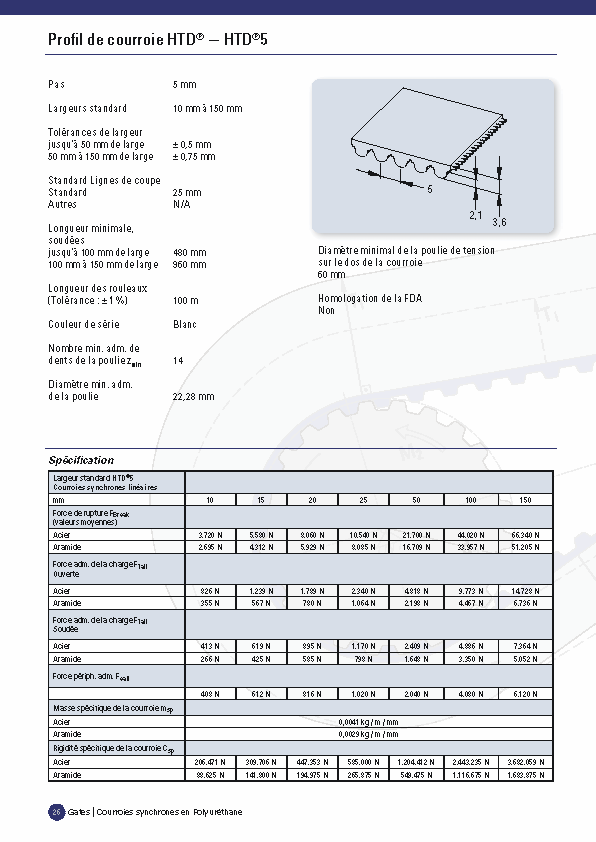 Profil de courroie HTD® – HTD®5
Pas 5 mm
Largeurs standard 10 mm à 150 mm
Tolérances de largeur
jusqu'à 50 mm de large ± 0,5 mm
50 mm à 150 mm de large ± 0,75 mm
Standard Lignes de coupe
Standard 25 mm
Autres N/A
Longueur minimale,
soudées
jusqu'à 100 mm de large 480 mm
100 mm à 150 mm de large 960 mm
Longueur des rouleaux
(Tolérance : ± 1 %) 100 m
Couleur de série Blanc
Nombre min. adm. de
dents de la poulie zmin 14
Diamètre min. adm.
de la poulie 22,28 mm
5
2,1
3,6
Diamètre minimal de la poulie de tension
sur le dos de la courroie
60 mm
Homologation de la FDA
Non
Spécification
Largeur standard HTD®5
Courroies synchrones linéaires
mm 10 15 20 25 50 100 150
Force de rupture FBreak
(valeurs moyennes)
Acier 3.720 N 5.580 N 8.060 N 10.540 N 21.700 N 44.020 N 66.340 N
Aramide 2.695 N 4.312 N 5.929 N 8.085 N 16.709 N 33.957 N 51.205 N
Force adm. de la charge FTall
Ouverte
Acier 826 N 1.239 N 1.789 N 2.340 N 4.818 N 9.773 N 14.728 N
Aramide 355 N 567 N 780 N 1.064 N 2.198 N 4.467 N 6.736 N
Force adm. de la charge FTall
Soudée
Acier 413 N 619 N 895 N 1.170 N 2.409 N 4.886 N 7.364 N
Aramide 266 N 425 N 585 N 798 N 1.648 N 3.350 N 5.052 N
Force périph. adm. Fuall
408 N 612 N 816 N 1.020 N 2.040 N 4.080 N 6.120 N
Masse spécifique de la courroie mSp
Acier 0,0041 kg / m / mm
Aramide 0,0029 kg / m / mm
Rigidité spécifique de la courroie CSp
Acier 206.471 N 309.706 N 447.353 N 585.000 N 1.204.412 N 2.443.235 N 3.682.059 N
Aramide 88.625 N 141.800 N 194.975 N 265.875 N 549.475 N 1.116.675 N 1.683.875 N
26 Gates | Courroies synchrones en Polyuréthane